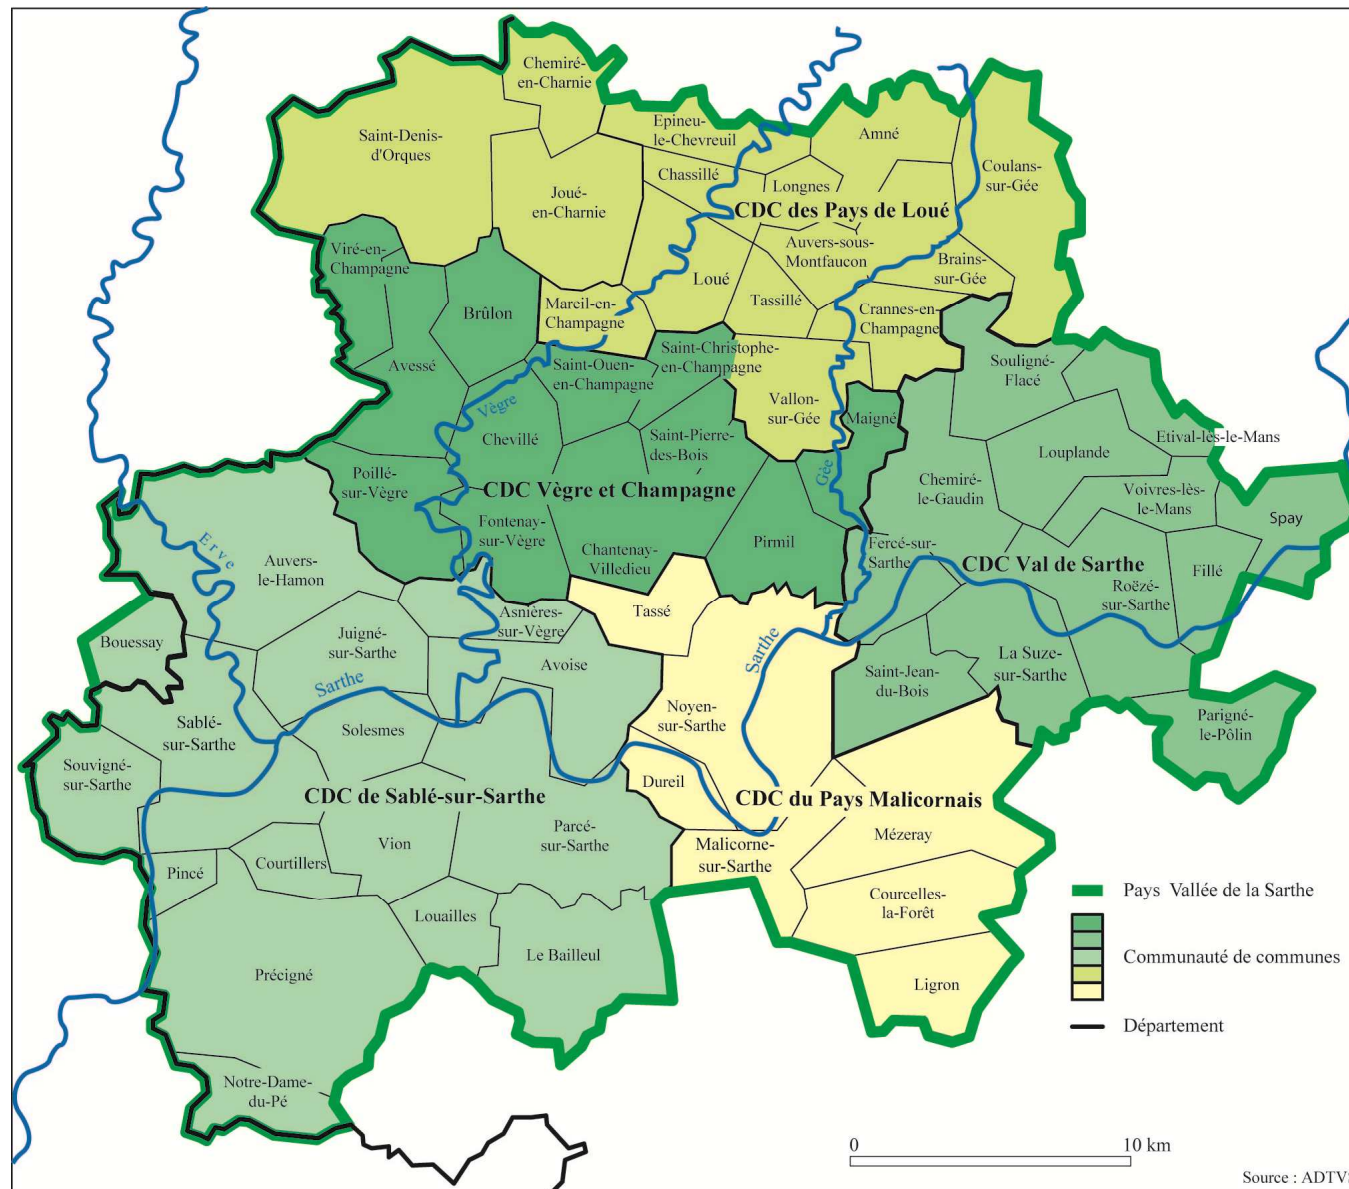 Chemiré-
en-Charnie
Saint-Denis-
d'Orques
Epineu-
le-Chevreuil
Amné
Chassillé
Coulans-
sur-Gée
Joué-
en-Charnie
Longnes
CDC des Pays de Loué
Viré-en-
Champagne
Auvers-sous-
Montfaucon
Brains-
sur-Gée
Loué
Tassillé
Brûlon
Mareil-en-
Champagne
Crannes-en-
Champagne
Avessé
Saint-Ouen-
en-Champagne
Saint-Christophe-
en-Champagne
Souligné-
Flacé
Vègre
Vallon-
sur-Gée
Maigné
Chevillé
Saint-Pierre-
des-Bois
Etival-lès-le-Mans
Louplande
Poillé-
sur-Vègre
Gée
Chemiré-
le-Gaudin
Voivres-lès-
le-Mans
CDC Vègre et Champagne
Spay
Fontenay-
sur-Vègre
Pirmil
Fercé-sur-
Sarthe
Erve
Auvers-
le-Hamon
Chantenay-
Villedieu
CDC Val de Sarthe
Fillé
Roëzé-
sur-Sarthe
Asnières-
sur-Vègre
Tassé
Bouessay
Juigné-
sur-Sarthe
Avoise
Sarthe
La Suze-
sur-Sarthe
Saint-Jean-
du-Bois
Sarthe
Noyen-
sur-Sarthe
Parigné-
le-Pôlin
Sablé-
sur-Sarthe
Solesmes
Souvigné-
sur-Sarthe
Dureil
CDC de Sablé-sur-Sarthe
CDC du Pays Malicornais
Parcé-
sur-Sarthe
Vion
Mézeray
Malicorne-
sur-Sarthe
Courtillers
Pincé
Courcelles-
la-Forêt
Pays Vallée de la Sarthe
Louailles
Le Bailleul
Communauté de communes
Précigné
Ligron
Département
Notre-Dame-
du-Pé
0
10 km
Source : ADTVS